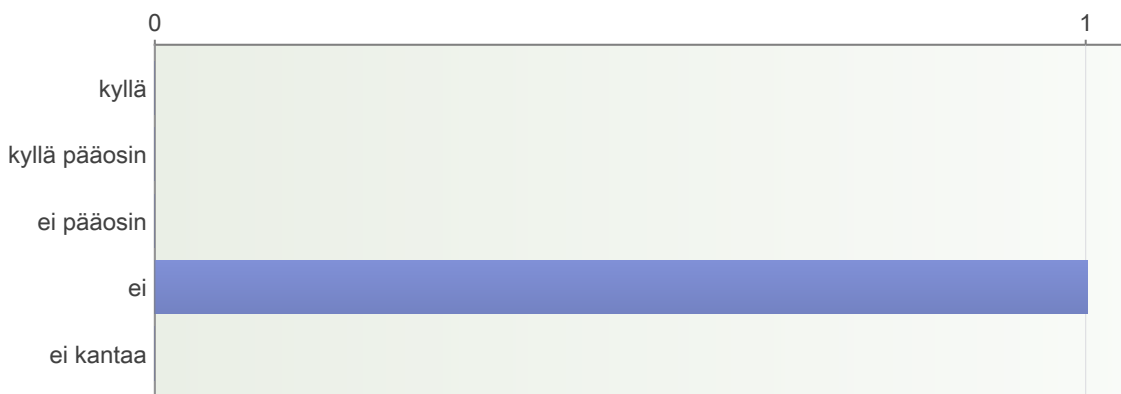 0 1
kyllä
kyllä pääosin
ei pääosin
ei
ei kantaa